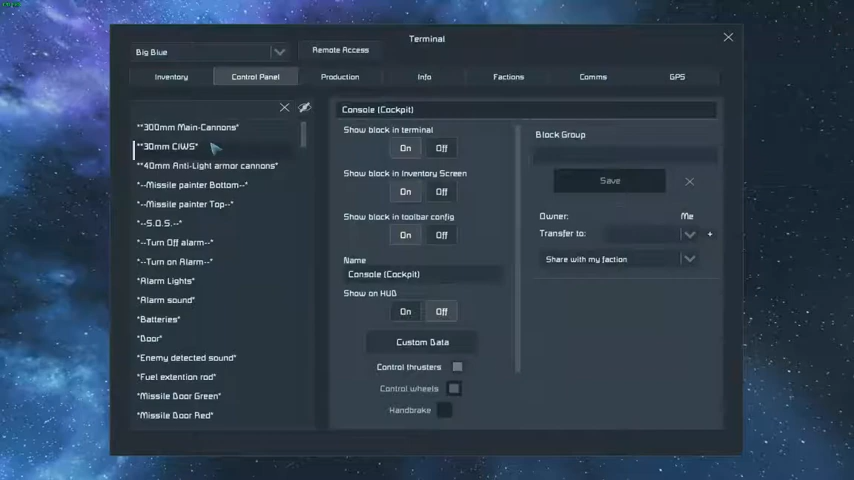 Terminal
Big Blue
Remote Access
Inventory
Control Panel
Production
Info
Factions
Comms
GPS
**300mm Main-Cannons*
**30mm CIWS*
**40mm Anti-Light armor cannons*
*--Missile painter Bottom--*
*--Missile painter Top--*
*--S.O.S.--*
*--Turn Off alarm--*
*--Turn on Alarm--*
*Alarm Lights*
*Alarm sound*
*Batteries*
*Door*
*Enemy detected sound*
*Fuel extention rod*
*Missile Door Green*
*Missile Door Red*
Console (Cockpit)
Show block in terminal
On
Off
Show block in Inventory Screen
On
Off
Show block in toolbar config
On
Off
Name
Console (Cockpit)
Show on HUD
On
Off
Custom Data
Control thrusters
Control wheels
Handbrake
Block Group
Save
Owner:
Me
Transfer to:
Share with my faction